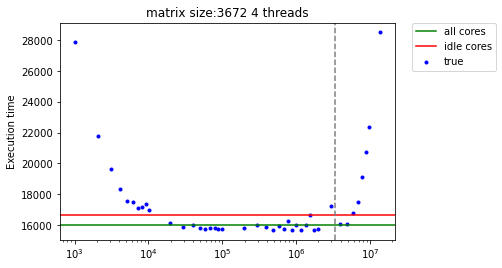 matrix size:3672 4 threads
all cores
idle cores
true
Execution time
28000
26000
24000
22000
20000
18000
16000
10³
10⁴
10⁵
10⁶
10⁷